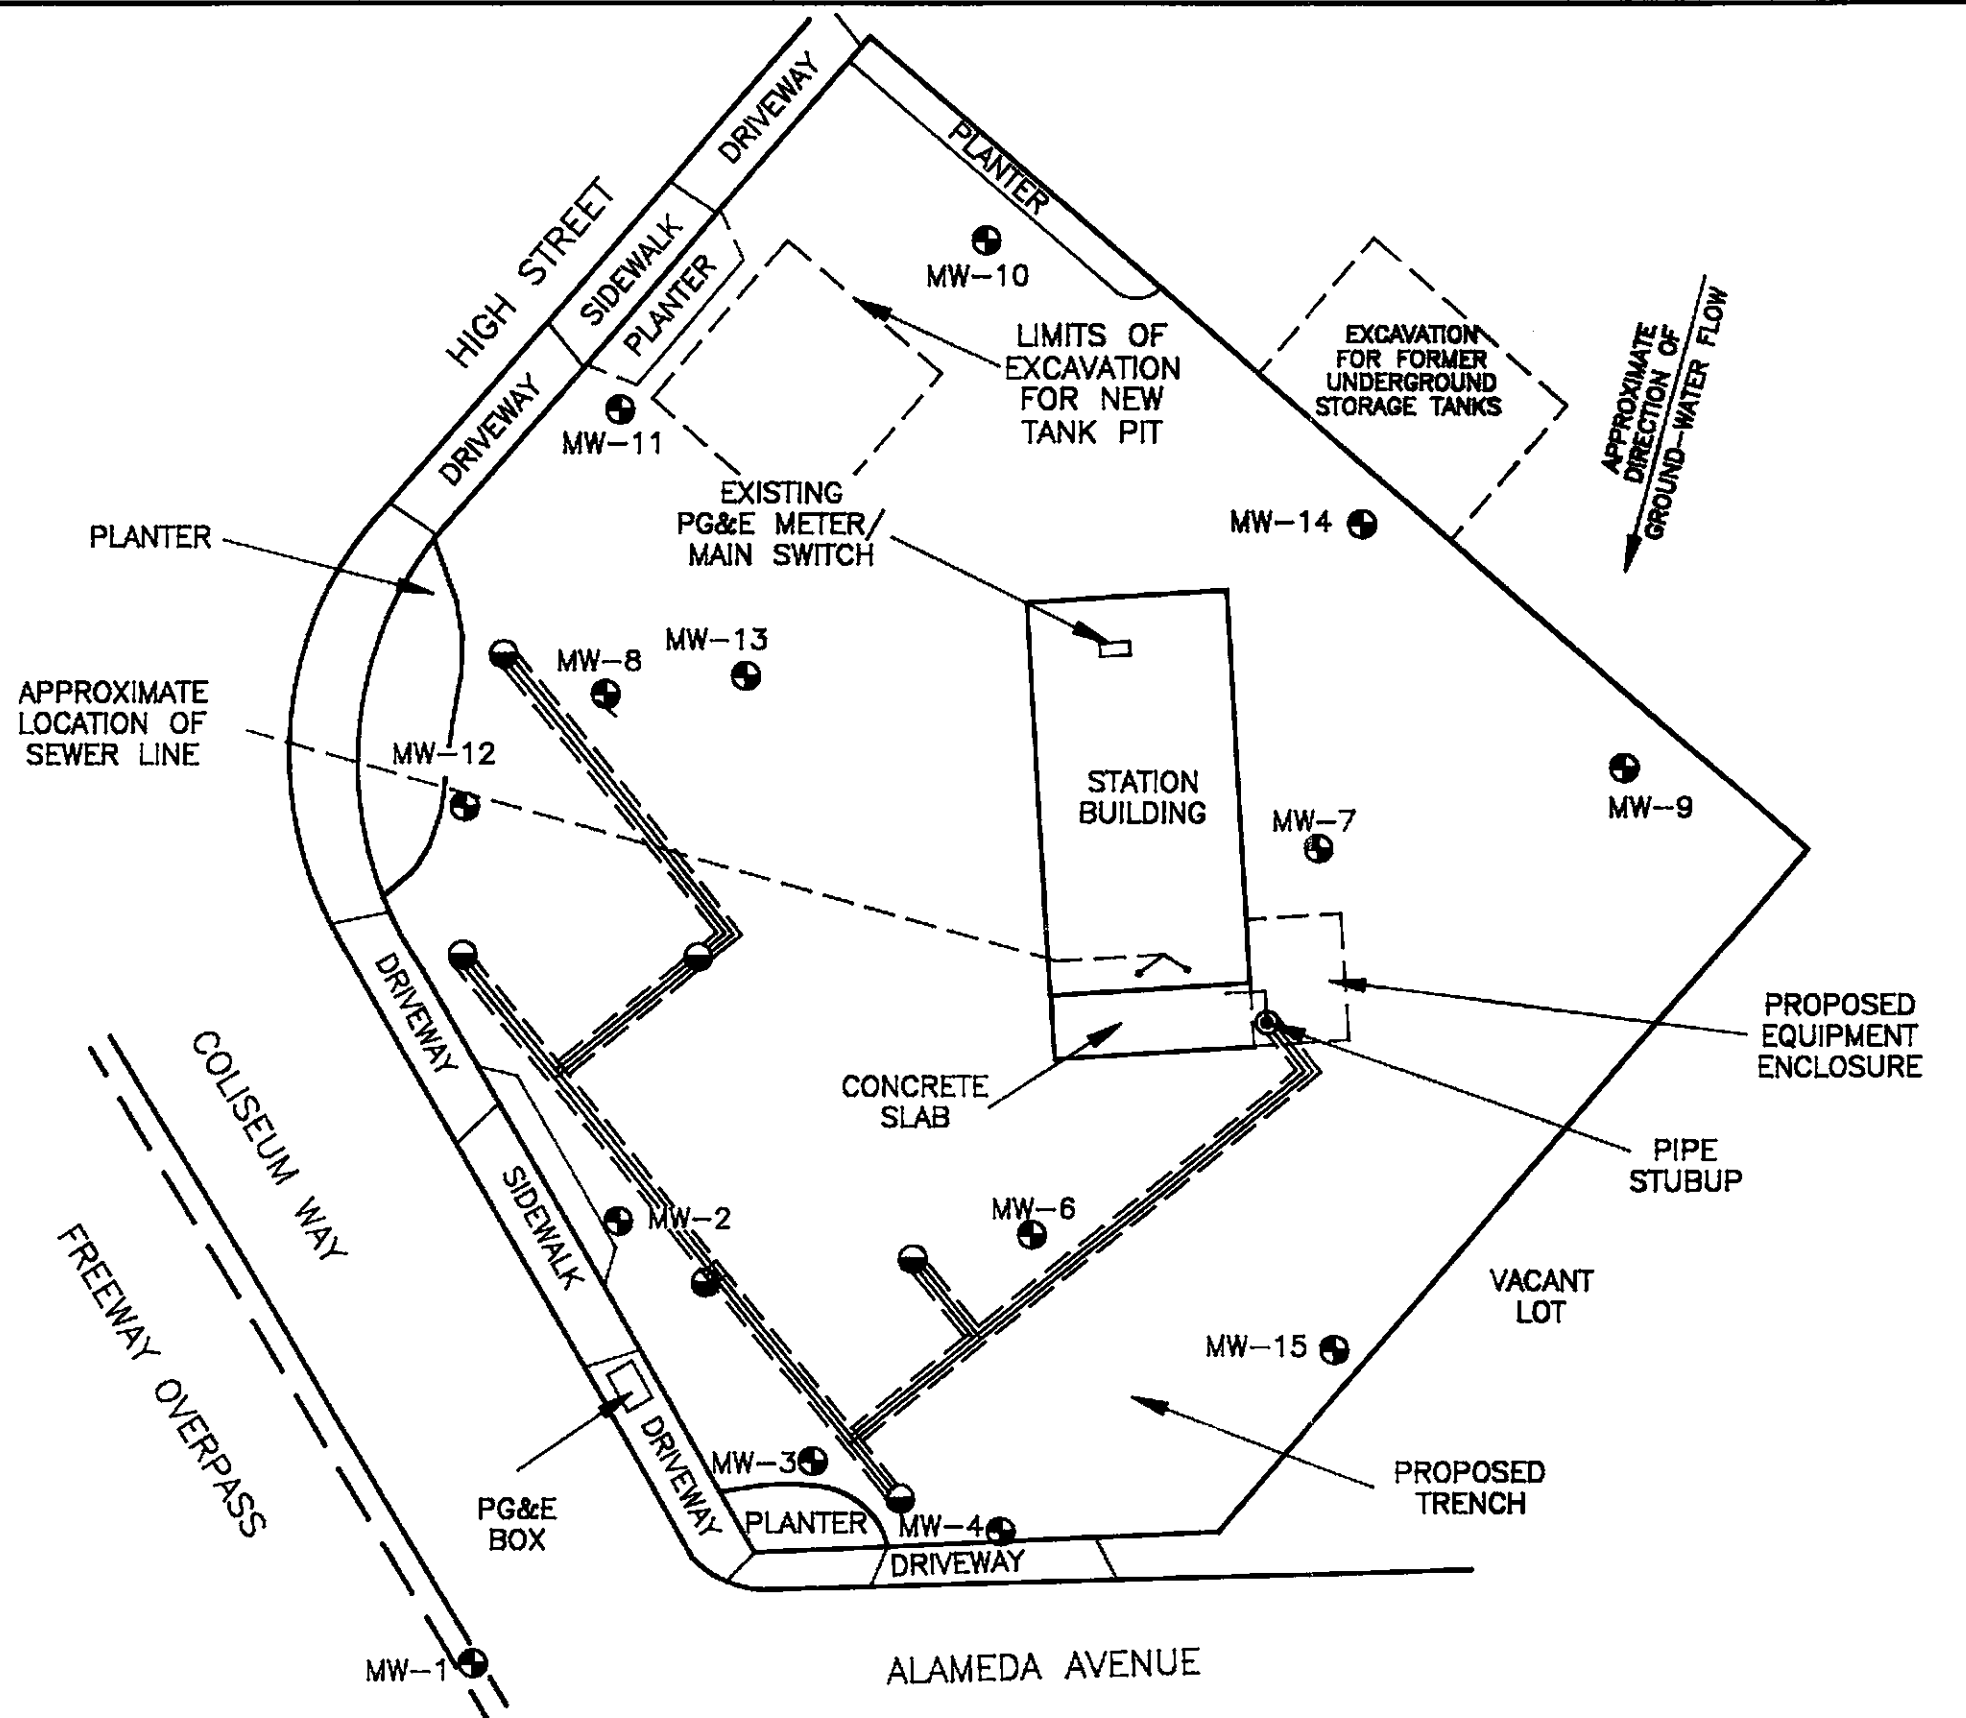 DRIVEWAY
PLANTER
HIGH STREET
SIDEWALK
PLANTER
MW-10
LIMITS OF
EXCAVATION
FOR NEW
TANK PIT
EXCAVATION
FOR FORMER
UNDERGROUND
STORAGE TANKS
APPROXIMATE
DIRECTION OF
GROUND-WATER FLOW
DRIVEWAY
MW-11
EXISTING
PG&E METER/
MAIN SWITCH
MW-14
PLANTER
MW-13
MW-8
APPROXIMATE
LOCATION OF
SEWER LINE
MW-12
STATION
BUILDING
MW-7
MW-9
DRIVEWAY
COLISEUM WAY
PROPOSED
EQUIPMENT
ENCLOSURE
CONCRETE
SLAB
PIPE
STUBUP
SIDEWALK
MW-2
MW-6
FREEWAY OVERPASS
VACANT
LOT
MW-15
DRIVEWAY
MW-3
PROPOSED
TRENCH
PG&E
BOX
PLANTER
MW-4
DRIVEWAY
MW-1
ALAMEDA AVENUE